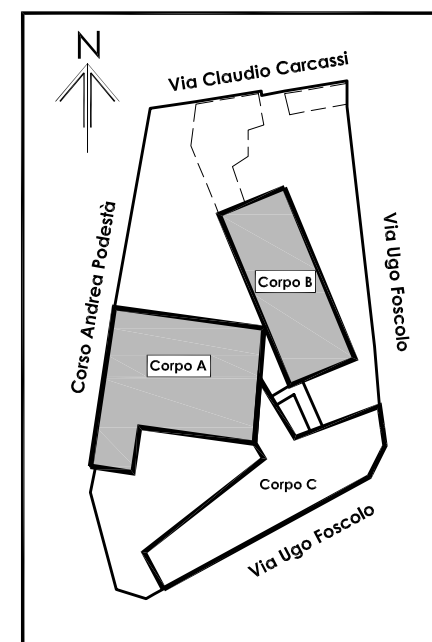 N
Via Claudio Carcassi
Corso Andrea Podestà
Via Ugo Foscolo
Corpo B
Corpo A
Corpo C
Via Ugo Foscolo